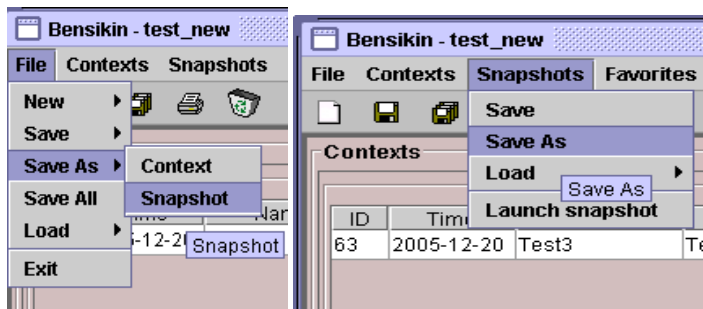 Bensikin - test_new
File Contexts Snapshots
New
Save
Save As Context
Save All Snapshot
Load
5-12-20 Snapshot
Exit
Bensikin - test_new
File Contexts Snapshots Favorites
Save
Save As
Contexts
Load
Save As
Launch snapshot
ID
63 2005-12-20 Test3